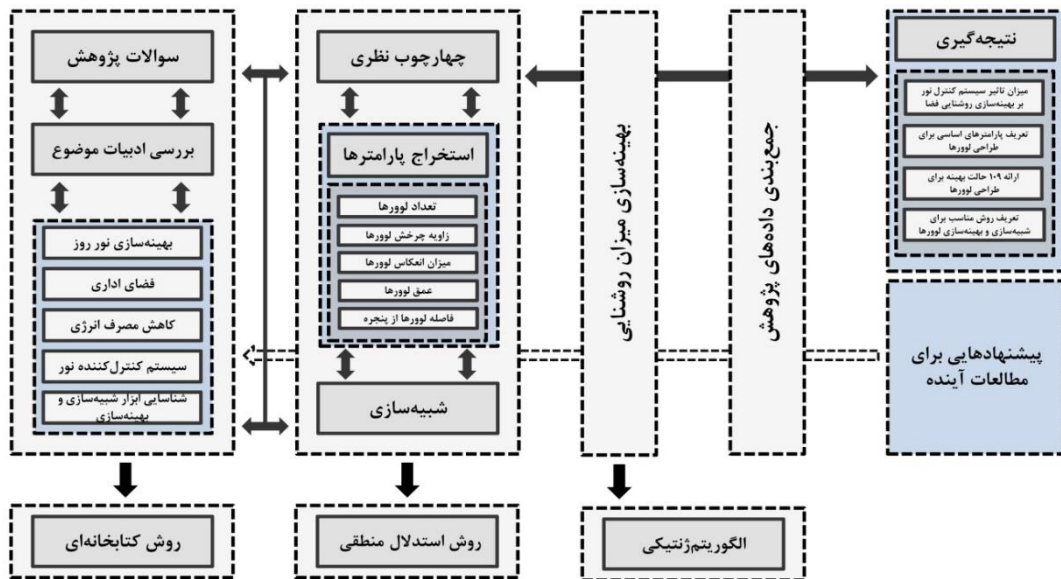 سوالات پژوهش
بررسی ادبیات موضوع
بهینه‌سازی نور روز
فضای اداری
کاهش مصرف انرژی
سیستم کنترل‌کننده نور
شناسایی ابزار شبیه‌سازی و
بهینه‌سازی
روش کتابخانه‌ای
چهارچوب نظری
استخراج پارامترها
تعداد لوورها
زاویه چرخش لوورها
میزان انعکاس لوورها
عمق لوورها
فاصله لوورها از پنجره
شبیه‌سازی
روش استدلال منطقی
بهینه‌سازی میزان روشنایی
الگوریتم‌ژنتیکی
جمع‌بندی داده‌های پژوهش
نتیجه‌گیری
میزان تاثیر سیستم کنترل نور
بر بهینه‌سازی روشنایی فضا
تعریف پارامترهای اساسی برای
طراحی لوورها
ارائه ۱۰۹ حالت بهینه برای
طراحی لوورها
تعریف روش مناسب برای
شبیه‌سازی و بهینه‌سازی لوورها
پیشنهادهایی برای
مطالعات آینده